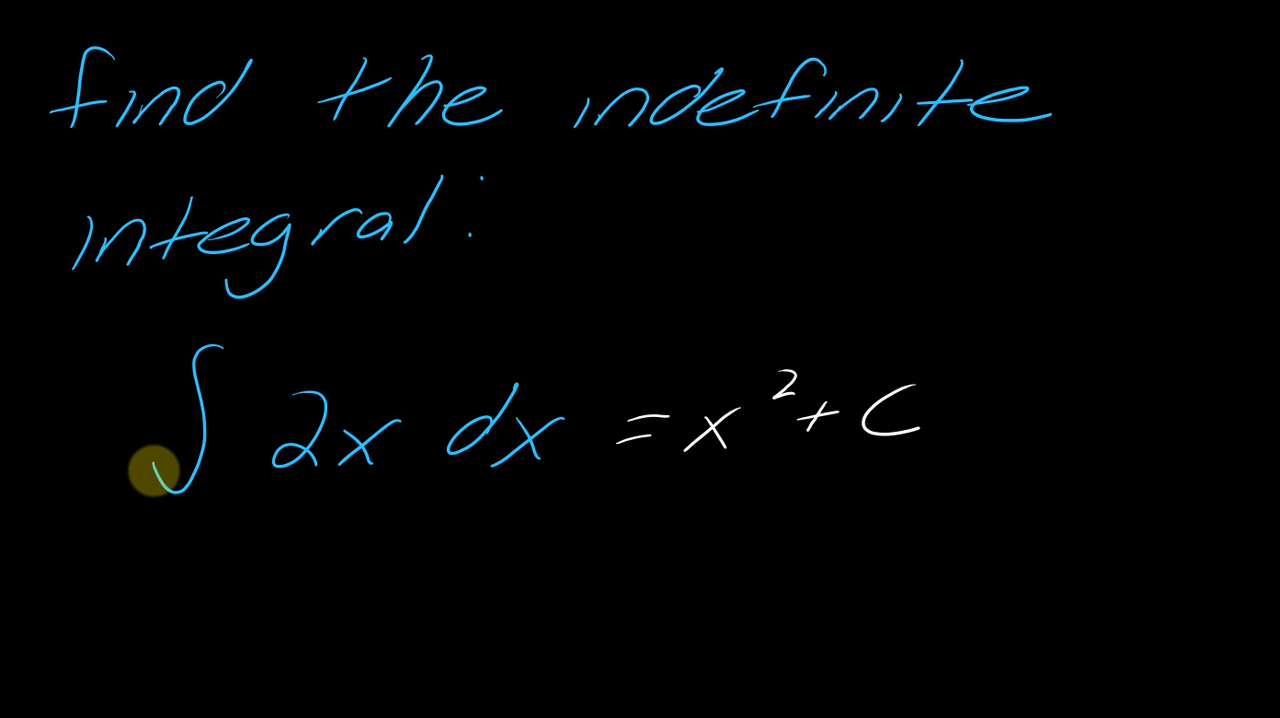 find the indefinite
integral:
∫ 2x dx = x² + C